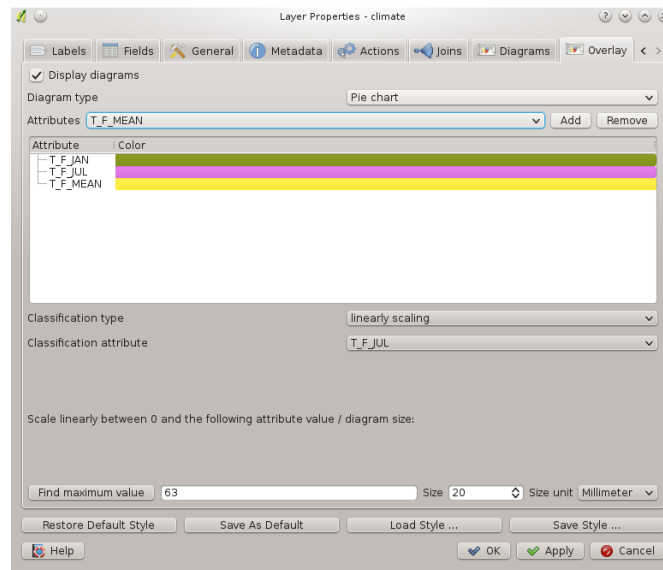 Layer Properties - climate
Labels Fields General Metadata Actions Joins Diagrams Overlay
Display diagrams
Diagram type Pie chart
Attributes T_F_MEAN Add Remove
Attribute Color
T_F_JAN
T_F_JUL
T_F_MEAN
Classification type linearly scaling
Classification attribute T_F_JUL
Scale linearly between 0 and the following attribute value / diagram size:
Find maximum value 63 Size 20 Size unit Millimeter
Restore Default Style Save As Default Load Style ... Save Style ...
Help OK Apply Cancel